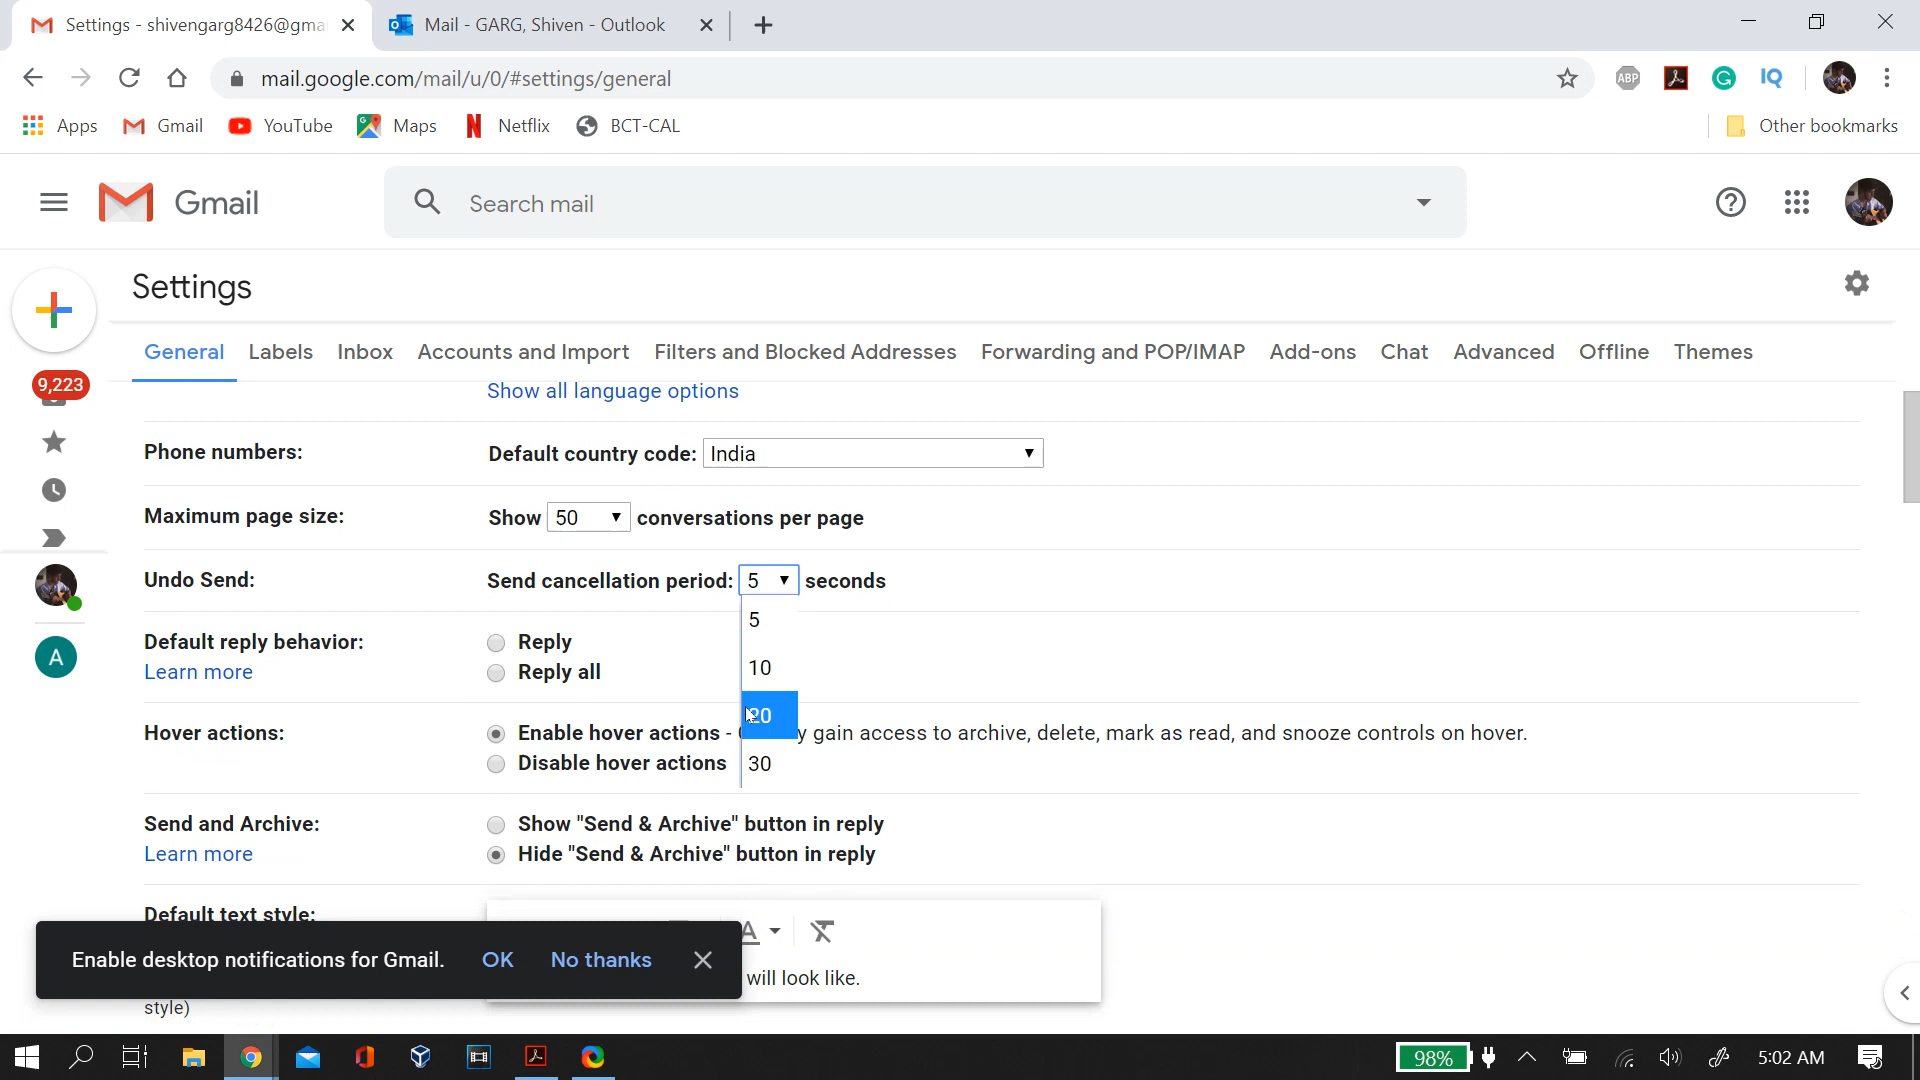 Settings - shivengarg8426@gmai
Mail - GARG, Shiven - Outlook
mail.google.com/mail/u/0/#settings/general
ABP
IQ
Apps
Gmail
YouTube
Maps
Netflix
BCT-CAL
Other bookmarks
Gmail
Search mail
Settings
General
Labels
Inbox
Accounts and Import
Filters and Blocked Addresses
Forwarding and POP/IMAP
Add-ons
Chat
Advanced
Offline
Themes
9,223
Show all language options
Phone numbers:
Default country code: India
Maximum page size:
Show 50 conversations per page
Undo Send:
Send cancellation period: 5 seconds
5
10
20
30
Default reply behavior:
Learn more
Reply
Reply all
A
Hover actions:
Enable hover actions - y gain access to archive, delete, mark as read, and snooze controls on hover.
Disable hover actions
Send and Archive:
Learn more
Show "Send & Archive" button in reply
Hide "Send & Archive" button in reply
Default text style:
A
will look like.
style)
Enable desktop notifications for Gmail.
OK
No thanks
98%
5:02 AM